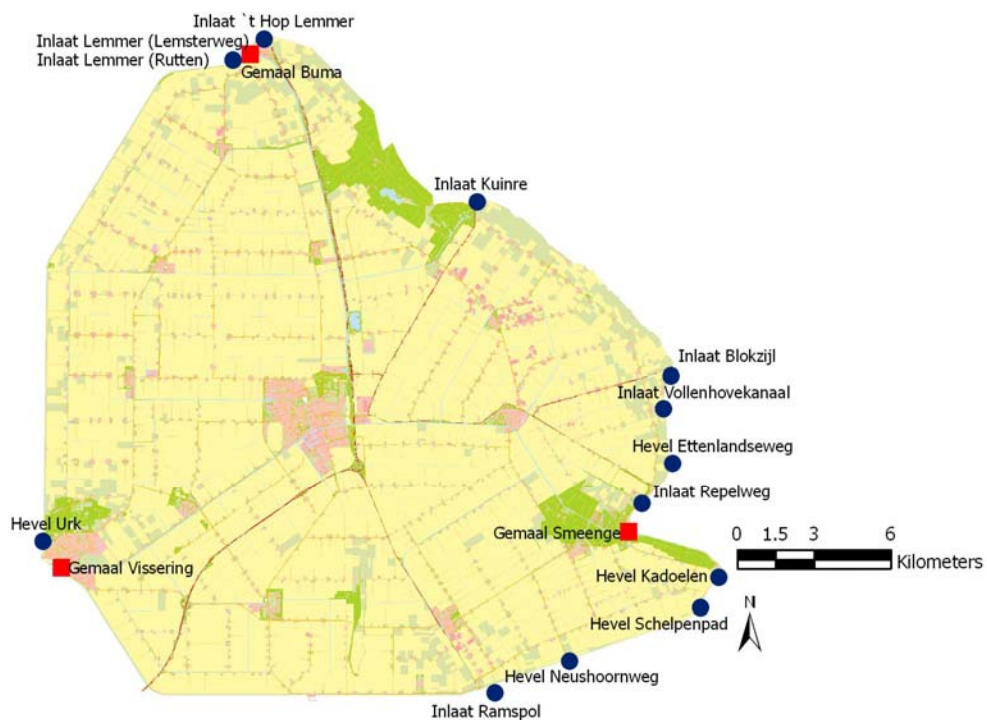 Inlaat `t Hop Lemmer
Inlaat Lemmer (Lemsterweg)
Inlaat Lemmer (Rutten)
Gemaal Buma
Inlaat Kuinre
Inlaat Blokzijl
Inlaat Vollenhovekanaal
Hevel Ettenlandseweg
Inlaat Repelweg
Hevel Urk
Gemaal Smeenge
0 1.5 3 6
Kilometers
Gemaal Vissering
Hevel Kadoelen
N
Hevel Schelpenpad
Hevel Neushoornweg
Inlaat Ramspol